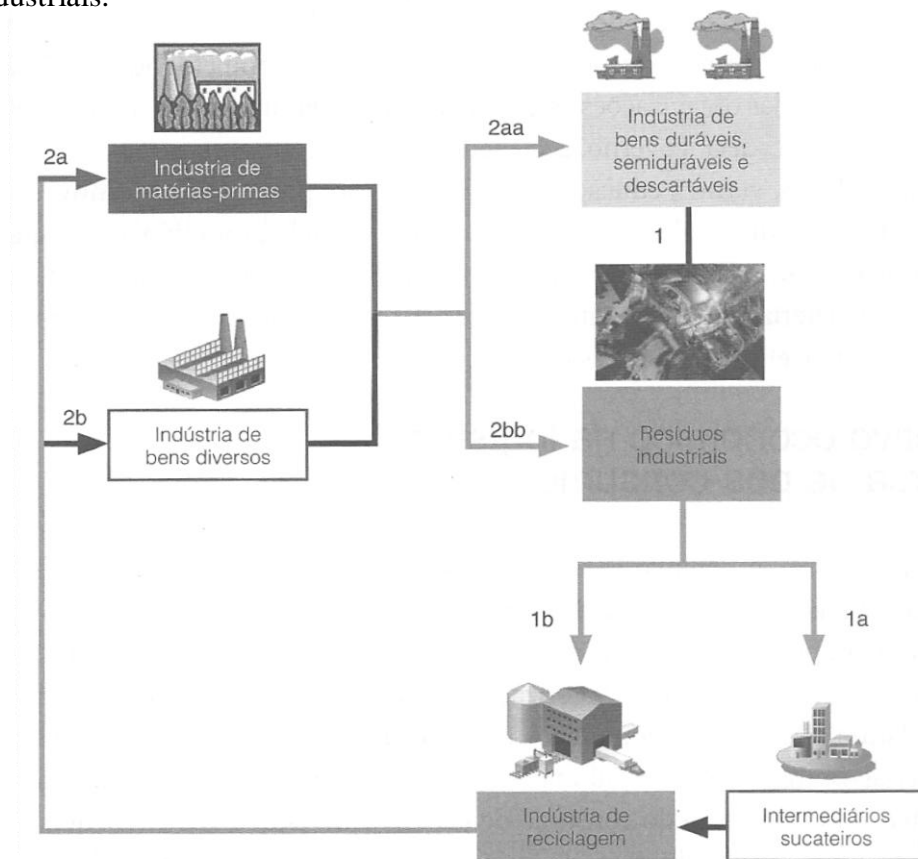 dustriais.
2a
Indústria de
matérias-primas
2aa
Indústria de
bens duráveis,
semiduráveis e
descartáveis
1
2b
Indústria de
bens diversos
2bb
Resíduos
industriais
1b
1a
Indústria de
reciclagem
Intermediários
sucateiros